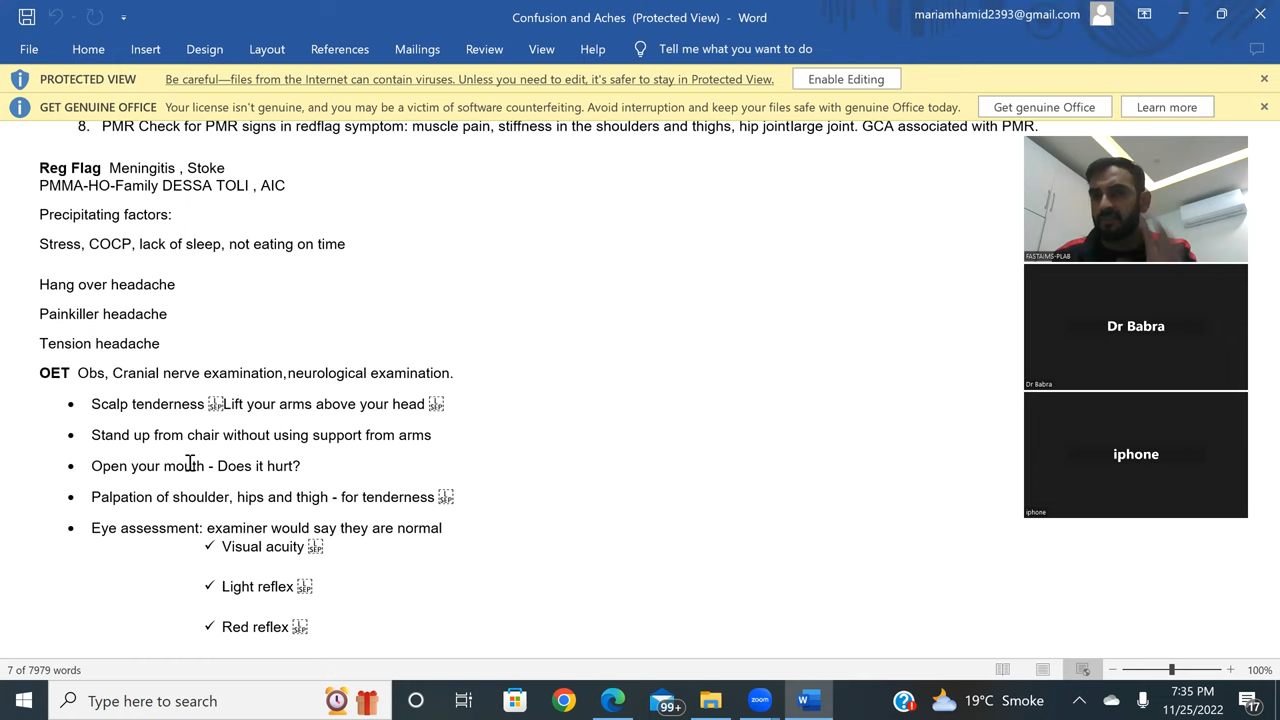 Confusion and Aches (Protected View) - Word
mariamhamid2393@gmail.com
File Home Insert Design Layout References Mailings Review View Help Tell me what you want to do
PROTECTED VIEW Be careful—files from the Internet can contain viruses. Unless you need to edit, it's safer to stay in Protected View. Enable Editing
GET GENUINE OFFICE Your license isn't genuine, and you may be a victim of software counterfeiting. Avoid interruption and keep your files safe with genuine Office today. Get genuine Office Learn more
8. PMR Check for PMR signs in redflag symptom: muscle pain, stiffness in the shoulders and thighs, hip jointlarge joint. GCA associated with PMR.
Reg Flag Meningitis , Stoke
PMMA-HO-Family DESSA TOLI , AIC
Precipitating factors:
Stress, COCP, lack of sleep, not eating on time
Hang over headache
Painkiller headache
Tension headache
OET Obs, Cranial nerve examination,neurological examination.
• Scalp tenderness LSEP Lift your arms above your head LSEP
• Stand up from chair without using support from arms
• Open your mouth - Does it hurt?
• Palpation of shoulder, hips and thigh - for tenderness LSEP
• Eye assessment: examiner would say they are normal
✓ Visual acuity LSEP
✓ Light reflex LSEP
✓ Red reflex LSEP
FASTAIMS-PLAB
Dr Babra
Dr Babra
iphone
iphone
7 of 7979 words
100%
Type here to search
99+
zoom
19°C Smoke
7:35 PM
11/25/2022
17